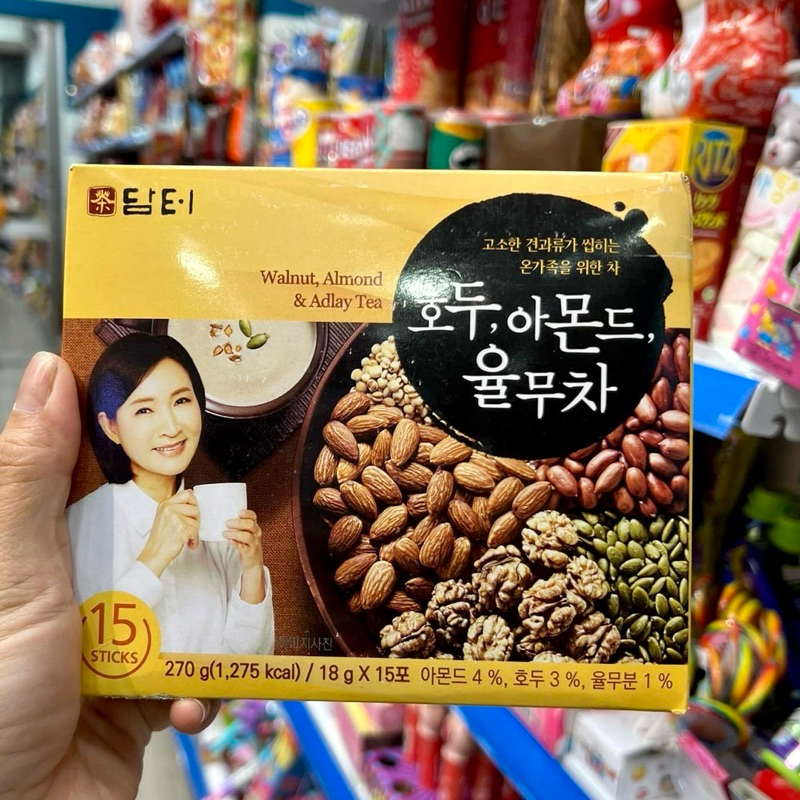 茶 담터
고소한 견과류가 씹히는
온가족을 위한 차
Walnut, Almond
& Adlay Tea
호두, 아몬드,
율무차
15
STICKS
270 g(1,275 kcal) / 18 g X 15포 아몬드 4 %, 호두 3 %, 율무분 1 %
RITZ